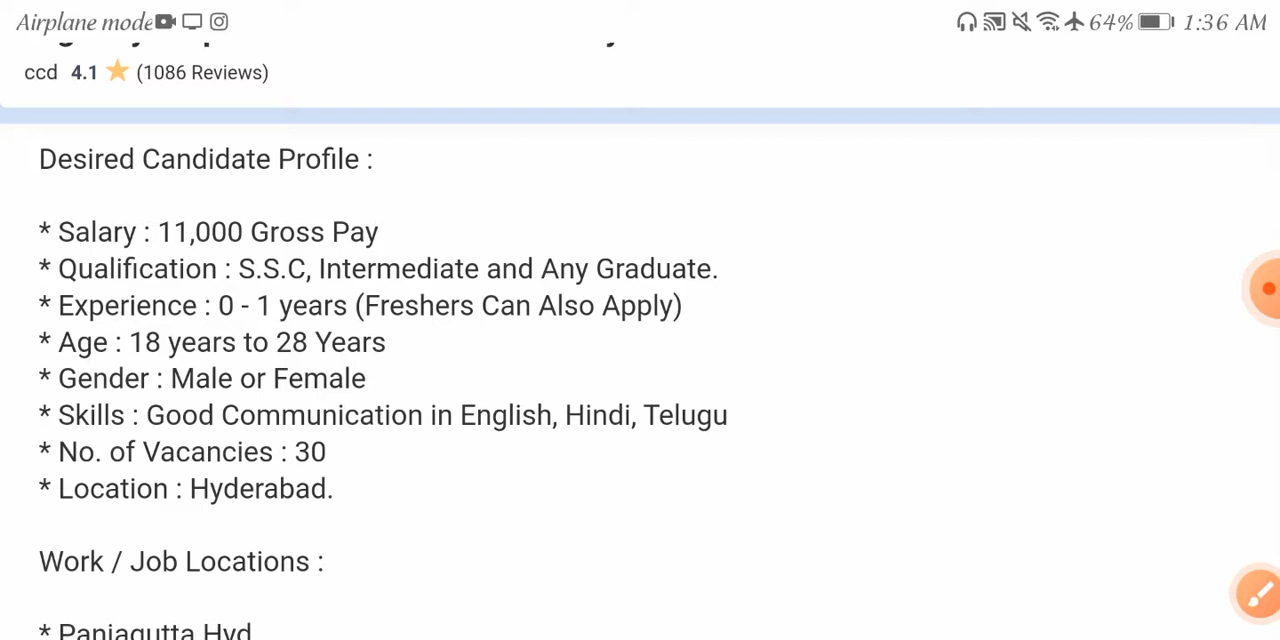 Airplane mode 64% 1:36 AM
ccd 4.1 (1086 Reviews)
Desired Candidate Profile :
* Salary : 11,000 Gross Pay
* Qualification : S.S.C, Intermediate and Any Graduate.
* Experience : 0 - 1 years (Freshers Can Also Apply)
* Age : 18 years to 28 Years
* Gender : Male or Female
* Skills : Good Communication in English, Hindi, Telugu
* No. of Vacancies : 30
* Location : Hyderabad.
Work / Job Locations :
* Panjagutta Hyd